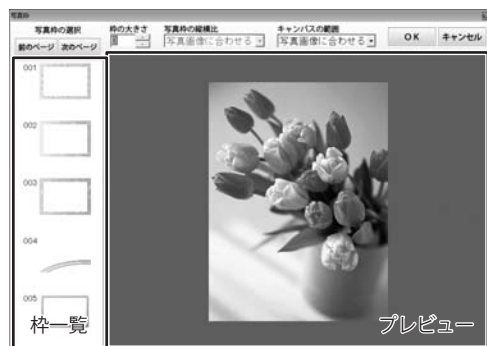 写真枠
写真枠の選択
前のページ 次のページ
枠の大きさ
写真枠の縦横比
写真画像に合わせる
キャンバスの範囲
写真画像に合わせる
OK
キャンセル
001
002
003
004
005
枠一覧
プレビュー